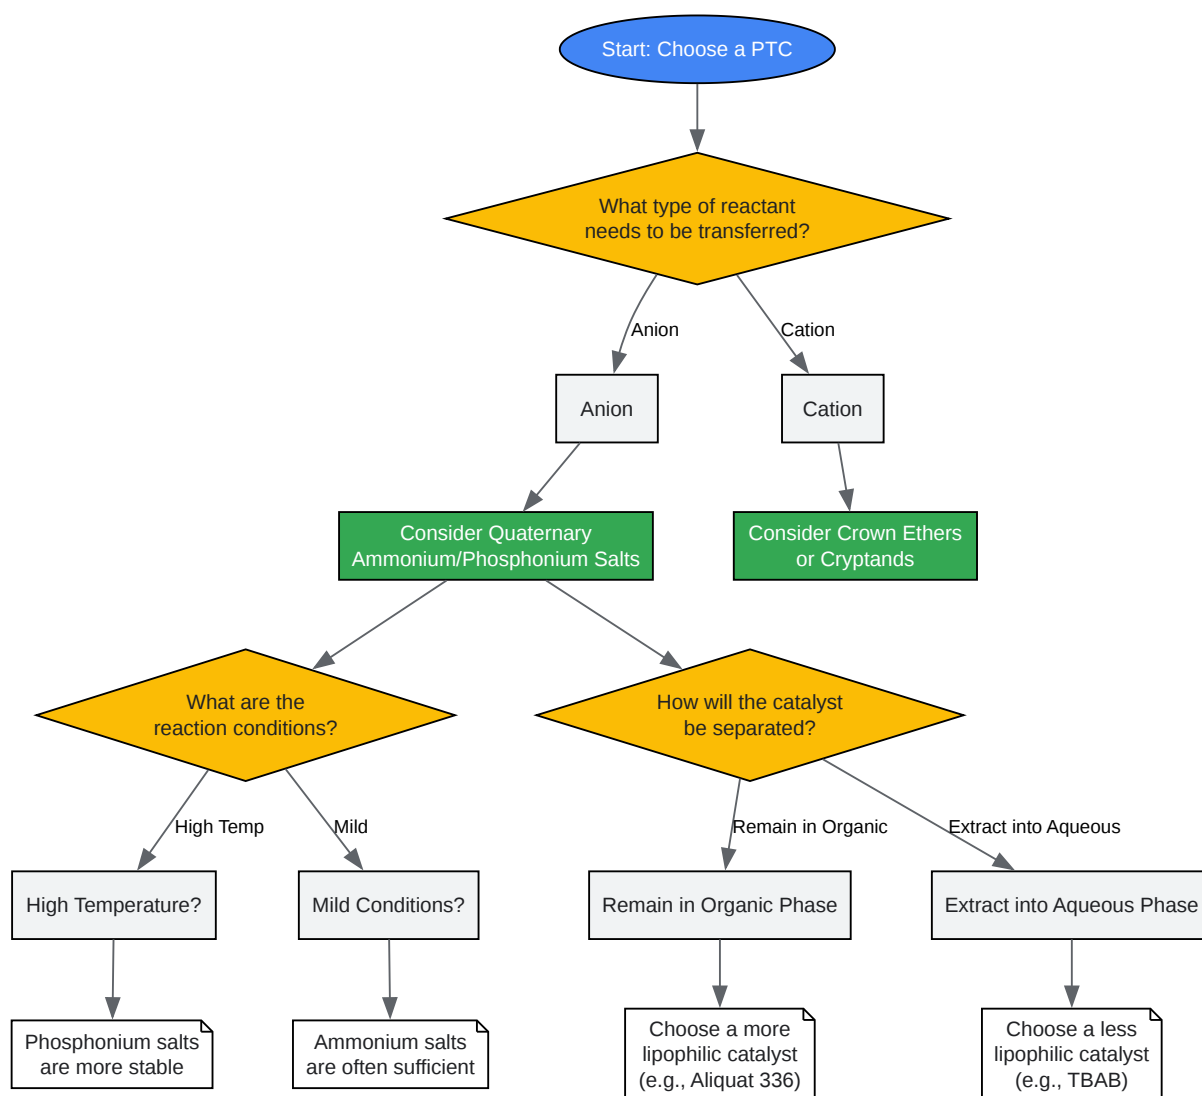 Start: Choose a PTC
What type of reactant
needs to be transferred?
Anion
Cation
Anion
Cation
Consider Quaternary
Ammonium/Phosphonium Salts
Consider Crown Ethers
or Cryptands
What are the
reaction conditions?
How will the catalyst
be separated?
High Temp
Mild
Remain in Organic
Extract into Aqueous
High Temperature?
Mild Conditions?
Remain in Organic Phase
Extract into Aqueous Phase
Phosphonium salts
are more stable
Ammonium salts
are often sufficient
Choose a more
lipophilic catalyst
(e.g., Aliquat 336)
Choose a less
lipophilic catalyst
(e.g., TBAB)